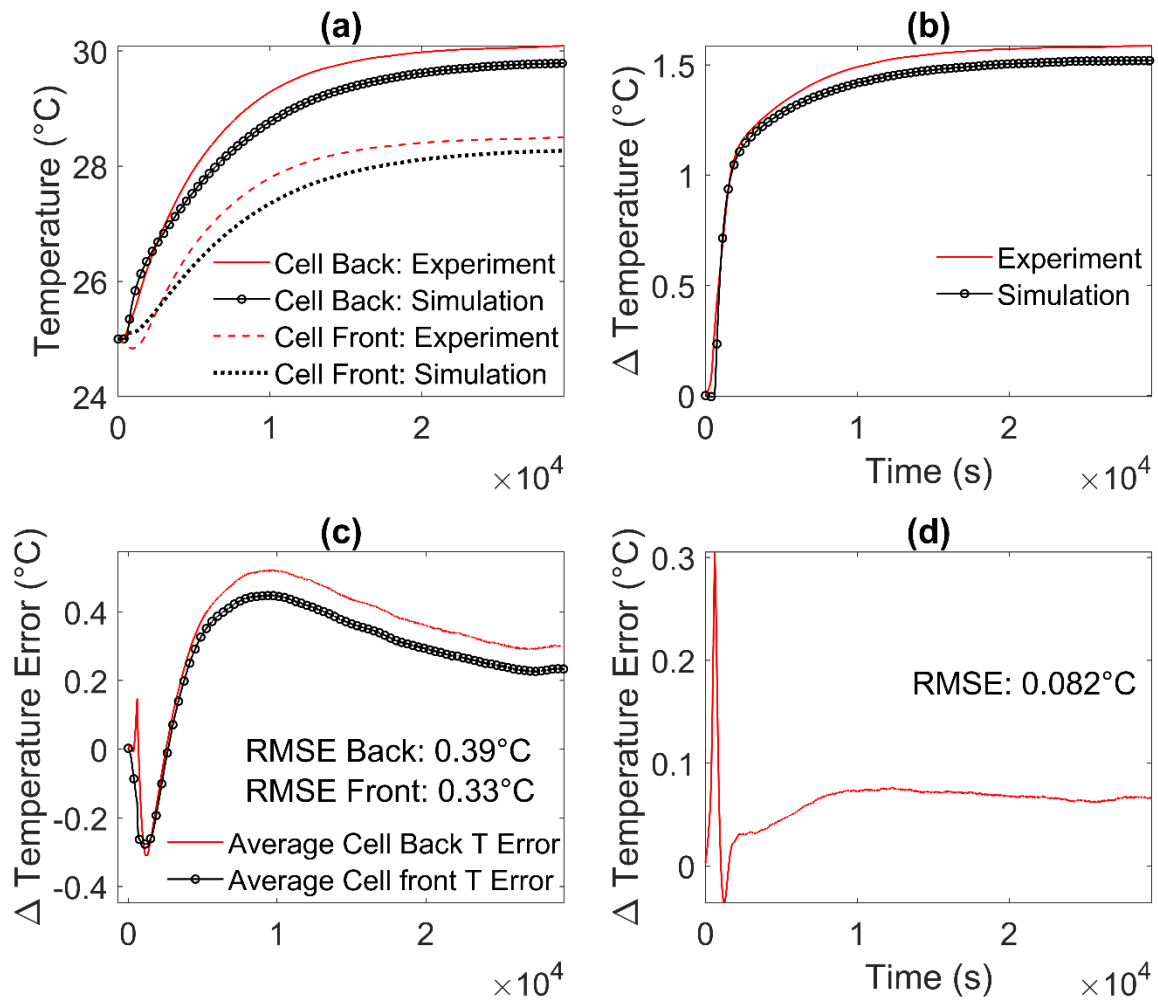 (a)
Temperature (°C)
30
28
26
24
Cell Back: Experiment
Cell Back: Simulation
Cell Front: Experiment
Cell Front: Simulation
0
1
2
×10^4
(b)
Δ Temperature (°C)
1.5
1
0.5
0
Experiment
Simulation
0
1
2
Time (s)
×10^4
(c)
Δ Temperature Error (°C)
0.4
0.2
0
-0.2
-0.4
RMSE Back: 0.39°C
RMSE Front: 0.33°C
Average Cell Back T Error
Average Cell front T Error
0
1
2
×10^4
(d)
Δ Temperature Error (°C)
0.3
0.2
0.1
0
RMSE: 0.082°C
0
1
2
Time (s)
×10^4